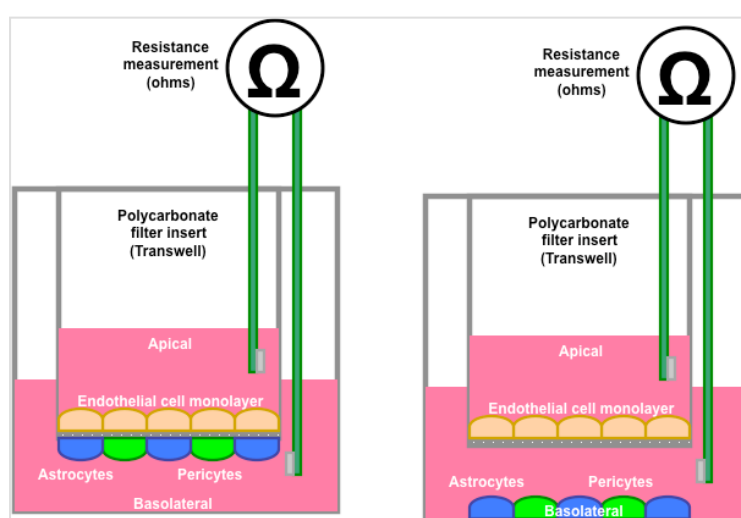 Resistance
measurement
(ohms)
Ω
Polycarbonate
filter insert
(Transwell)
Apical
Endothelial cell monolayer
Astrocytes Pericytes
Basolateral
Resistance
measurement
(ohms)
Ω
Polycarbonate
filter insert
(Transwell)
Apical
Endothelial cell monolayer
Astrocytes Pericytes
Basolateral